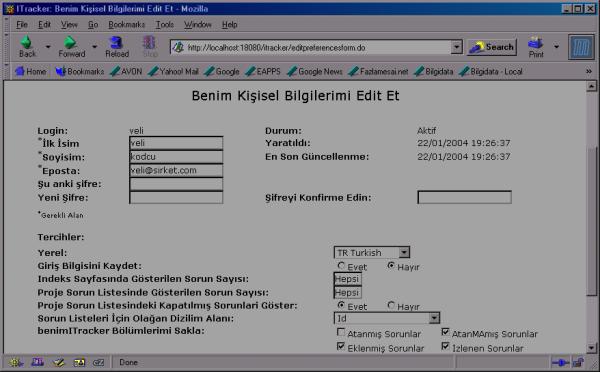 ITracker: Benim Kişisel Bilgilerimi Edit Et - Mozilla
File Edit View Go Bookmarks Tools Window Help
Back Forward Reload Stop http://localhost:18080/itracker/editpreferencesform.do Search Print
Home Bookmarks AVON Yahoo! Mail Google EAPPS Google News Fazlamesai.net Bilgidata Bilgidata - Local
Benim Kişisel Bilgilerimi Edit Et
Login: veli Durum: Aktif
*İlk İsim veli Yaratıldı: 22/01/2004 19:26:37
*Soyisim: kodcu En Son Güncellenme: 22/01/2004 19:26:37
*Eposta: veli@sirket.com
Şu anki şifre:
Yeni Şifre: Şifreyi Konfirme Edin:
*Gerekli Alan
Tercihler:
Yerel: TR Turkish
Giriş Bilgisini Kaydet: Evet Hayır
Indeks Sayfasında Gösterilen Sorun Sayısı: Hepsi
Proje Sorun Listesinde Gösterilen Sorun Sayısı: Hepsi
Proje Sorun Listesindeki Kapatılmış Sorunlari Göster: Evet Hayır
Sorun Listeleri İçin Olağan Dizilim Alanı: Id
benimITracker Bölümlerimi Sakla: Atanmış Sorunlar AtanMAmış Sorunlar
Eklenmiş Sorunlar İzlenen Sorunlar
Done